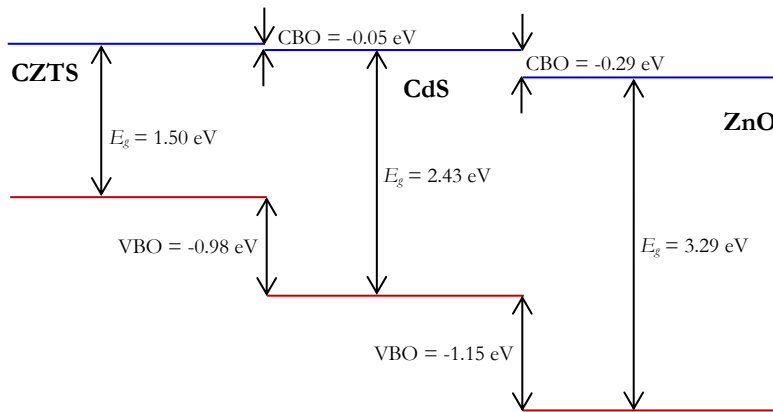 CBO = -0.05 eV
CZTS
CdS
CBO = -0.29 eV
ZnO
E_g = 1.50 eV
E_g = 2.43 eV
VBO = -0.98 eV
E_g = 3.29 eV
VBO = -1.15 eV